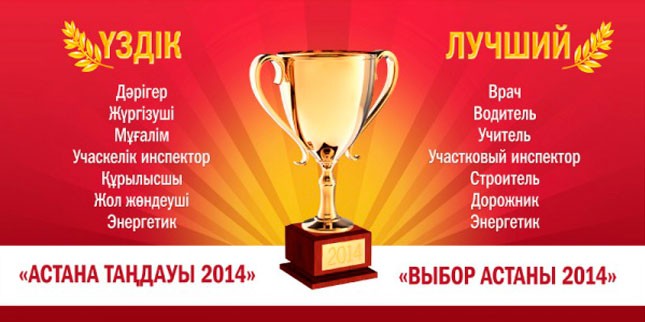 ҮЗДІК
Дәрігер
Жүргізуші
Мұғалім
Учаскелік инспектор
Құрылысшы
Жол жөндеуші
Энергетик
«АСТАНА ТАҢДАУЫ 2014»
2014
2014
ЛУЧШИЙ
Врач
Водитель
Учитель
Участковый инспектор
Строитель
Дорожник
Энергетик
«ВЫБОР АСТАНЫ 2014»